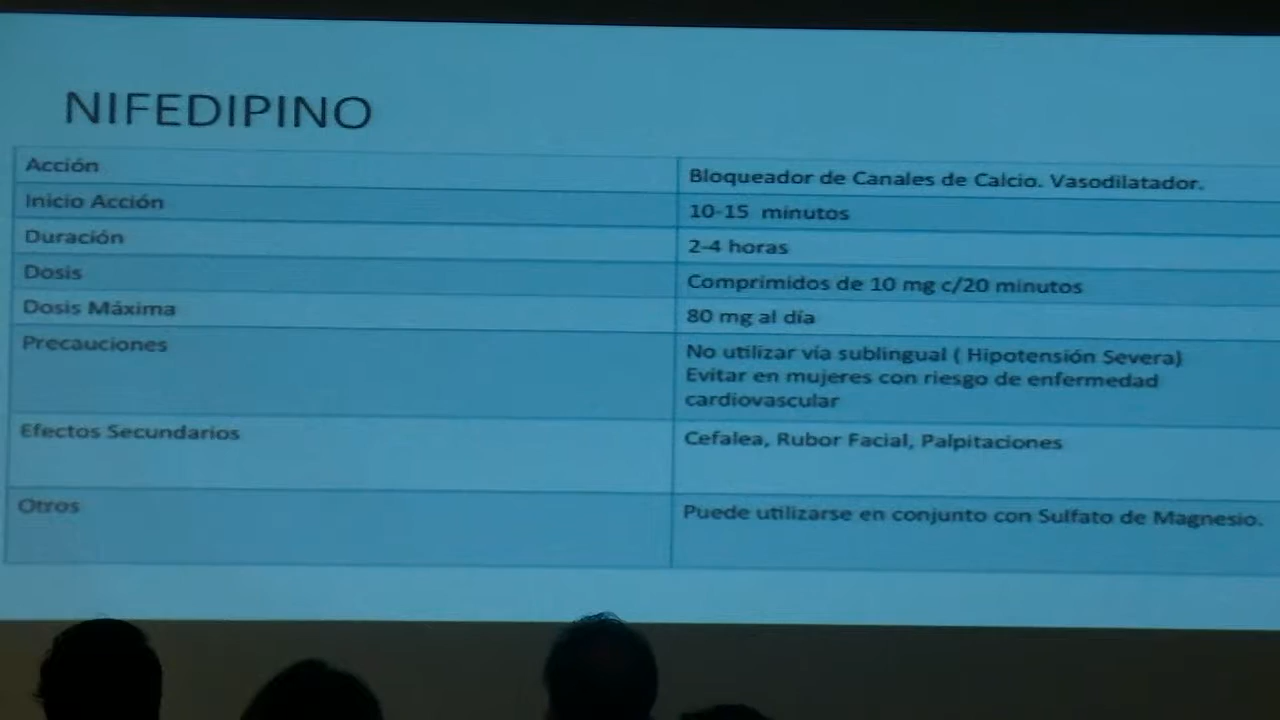 NIFEDIPINO
Acción
Bloqueador de Canales de Calcio. Vasodilatador.
Inicio Acción
10-15 minutos
Duración
2-4 horas
Dosis
Comprimidos de 10 mg c/20 minutos
Dosis Máxima
80 mg al día
Precauciones
No utilizar vía sublingual ( Hipotensión Severa)
Evitar en mujeres con riesgo de enfermedad
cardiovascular
Efectos Secundarios
Cefalea, Rubor Facial, Palpitaciones
Otros
Puede utilizarse en conjunto con Sulfato de Magnesio.